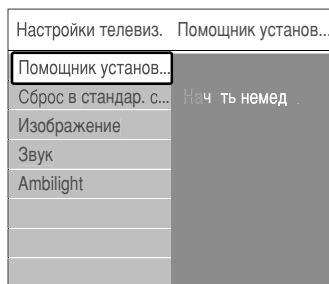 Настройки телевиз. Помощник установ...
Помощник установ...
Сброс в стандар. с...
Изображение
Звук
Ambilight